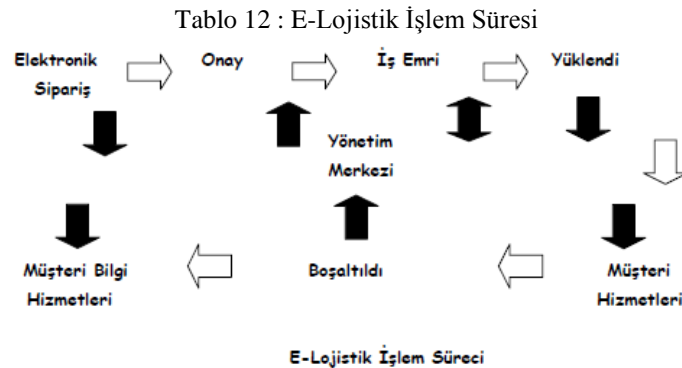 Tablo 12 : E-Lojistik İşlem Süresi
Elektronik Sipariş
Onay
İş Emri
Yüklendi
Yönetim Merkezi
Müşteri Bilgi Hizmetleri
Boşaltıldı
Müşteri Hizmetleri
E-Lojistik İşlem Süreci